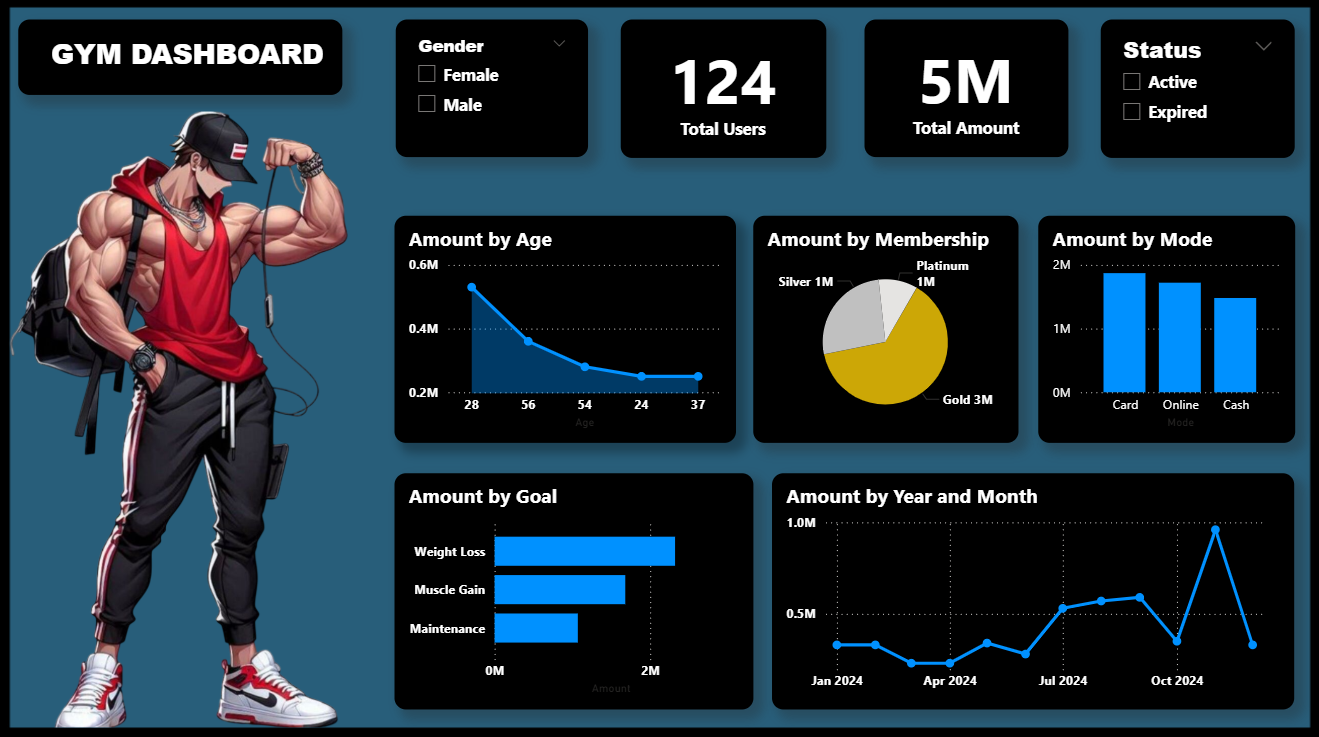 GYM DASHBOARD
Gender
Female
Male
124
Total Users
5M
Total Amount
Status
Active
Expired
Amount by Age
0.6M
0.4M
0.2M
28 56 54 24 37
Age
Amount by Membership
Platinum
1M
Silver 1M
Gold 3M
Amount by Mode
2M
1M
0M
Card Online Cash
Mode
Amount by Goal
Weight Loss
Muscle Gain
Maintenance
0M 2M
Amount
Amount by Year and Month
1.0M
0.5M
Jan 2024 Apr 2024 Jul 2024 Oct 2024